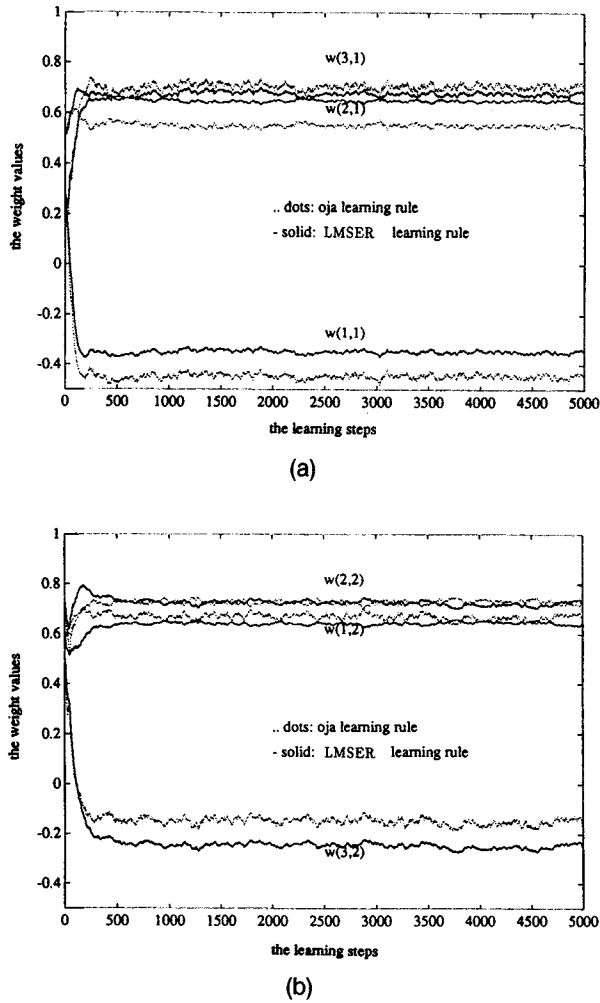 1
0.8
0.6
0.4
0.2
0
-0.2
-0.4
the weight values
w(3,1)
w(2,1)
.. dots: oja learning rule
- solid: LMSER learning rule
w(1,1)
0 500 1000 1500 2000 2500 3000 3500 4000 4500 5000
the learning steps
(a)
1
0.8
0.6
0.4
0.2
0
-0.2
-0.4
the weight values
w(2,2)
w(1,2)
.. dots: oja learning rule
- solid: LMSER learning rule
w(3,2)
0 500 1000 1500 2000 2500 3000 3500 4000 4500 5000
the learning steps
(b)